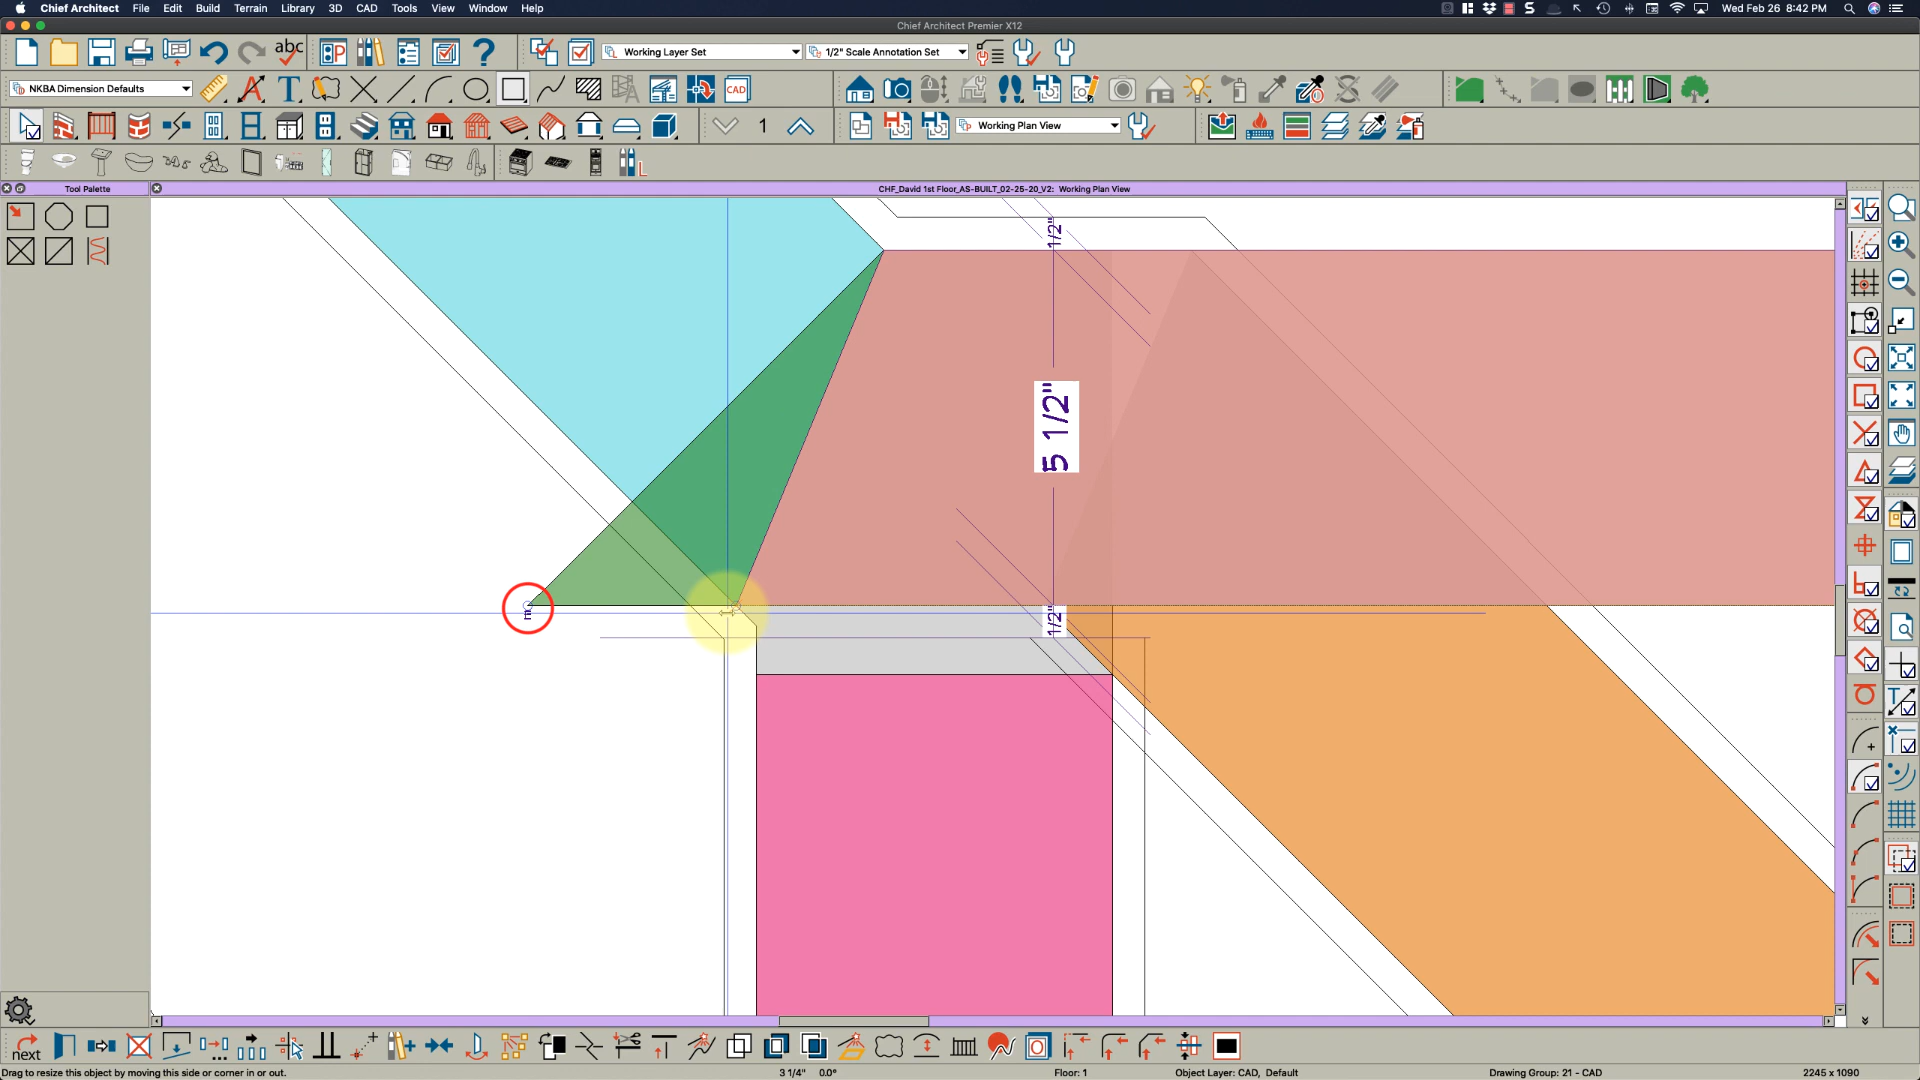 Chief Architect File Edit Build Terrain Library 3D CAD Tools View Window Help
Wed Feb 26 8:42 PM
Chief Architect Premier X12
abc
Working Layer Set
1/2" Scale Annotation Set
NKBA Dimension Defaults
CAD
1
Working Plan View
Tool Palette
CHF_David 1st Floor_AS-BUILT_02-25-20_V2: Working Plan View
1/2"
5 1/2"
1/2"
next
Drag to resize this object by moving this side or corner in or out.
3 1/4" 0.0°
Floor: 1
Object Layer: CAD, Default
Drawing Group: 21 - CAD
2245 x 1090